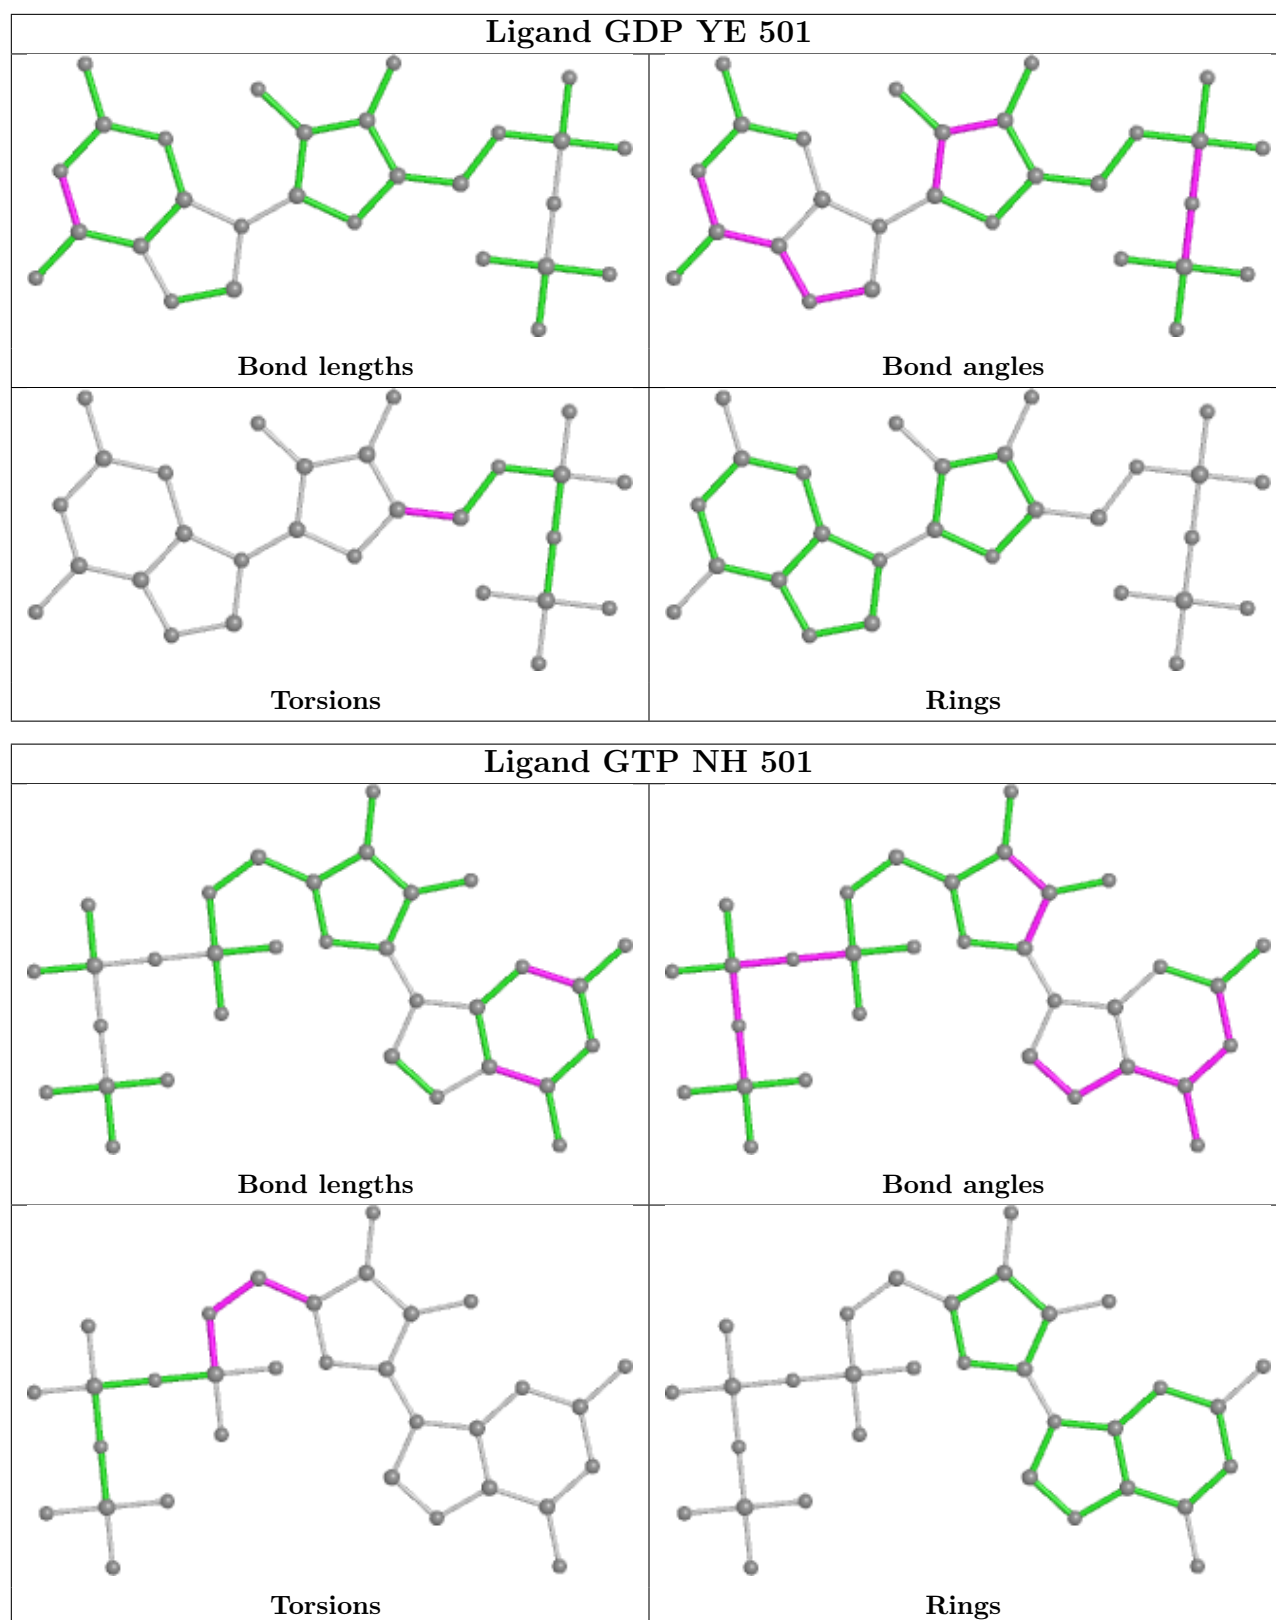 Ligand GDP YE 501
Bond lengths
Bond angles
Torsions
Rings
Ligand GTP NH 501
Bond lengths
Bond angles
Torsions
Rings